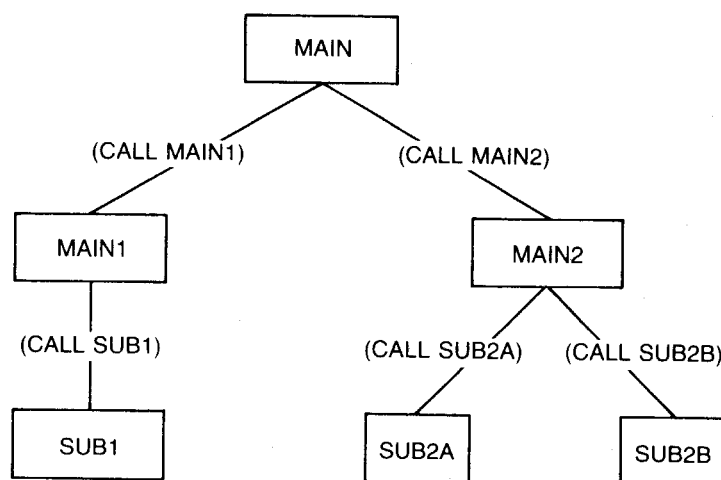 MAIN
(CALL MAIN1)
(CALL MAIN2)
MAIN1
MAIN2
(CALL SUB1)
(CALL SUB2A)
(CALL SUB2B)
SUB1
SUB2A
SUB2B